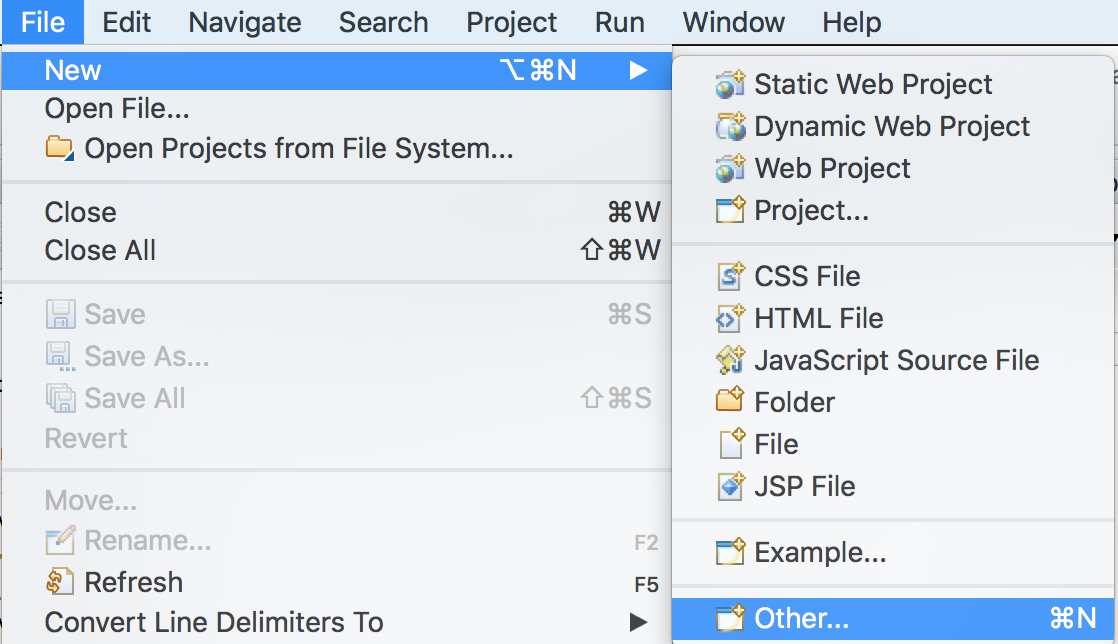 File Edit Navigate Search Project Run Window Help
New ⌥⌘N ▶
Open File...
Open Projects from File System...
Close ⌘W
Close All ⇧⌘W
Save ⌘S
Save As...
Save All ⇧⌘S
Revert
Move...
Rename... F2
Refresh F5
Convert Line Delimiters To ▶
Static Web Project
Dynamic Web Project
Web Project
Project...
CSS File
HTML File
JavaScript Source File
Folder
File
JSP File
Example...
Other... ⌘N